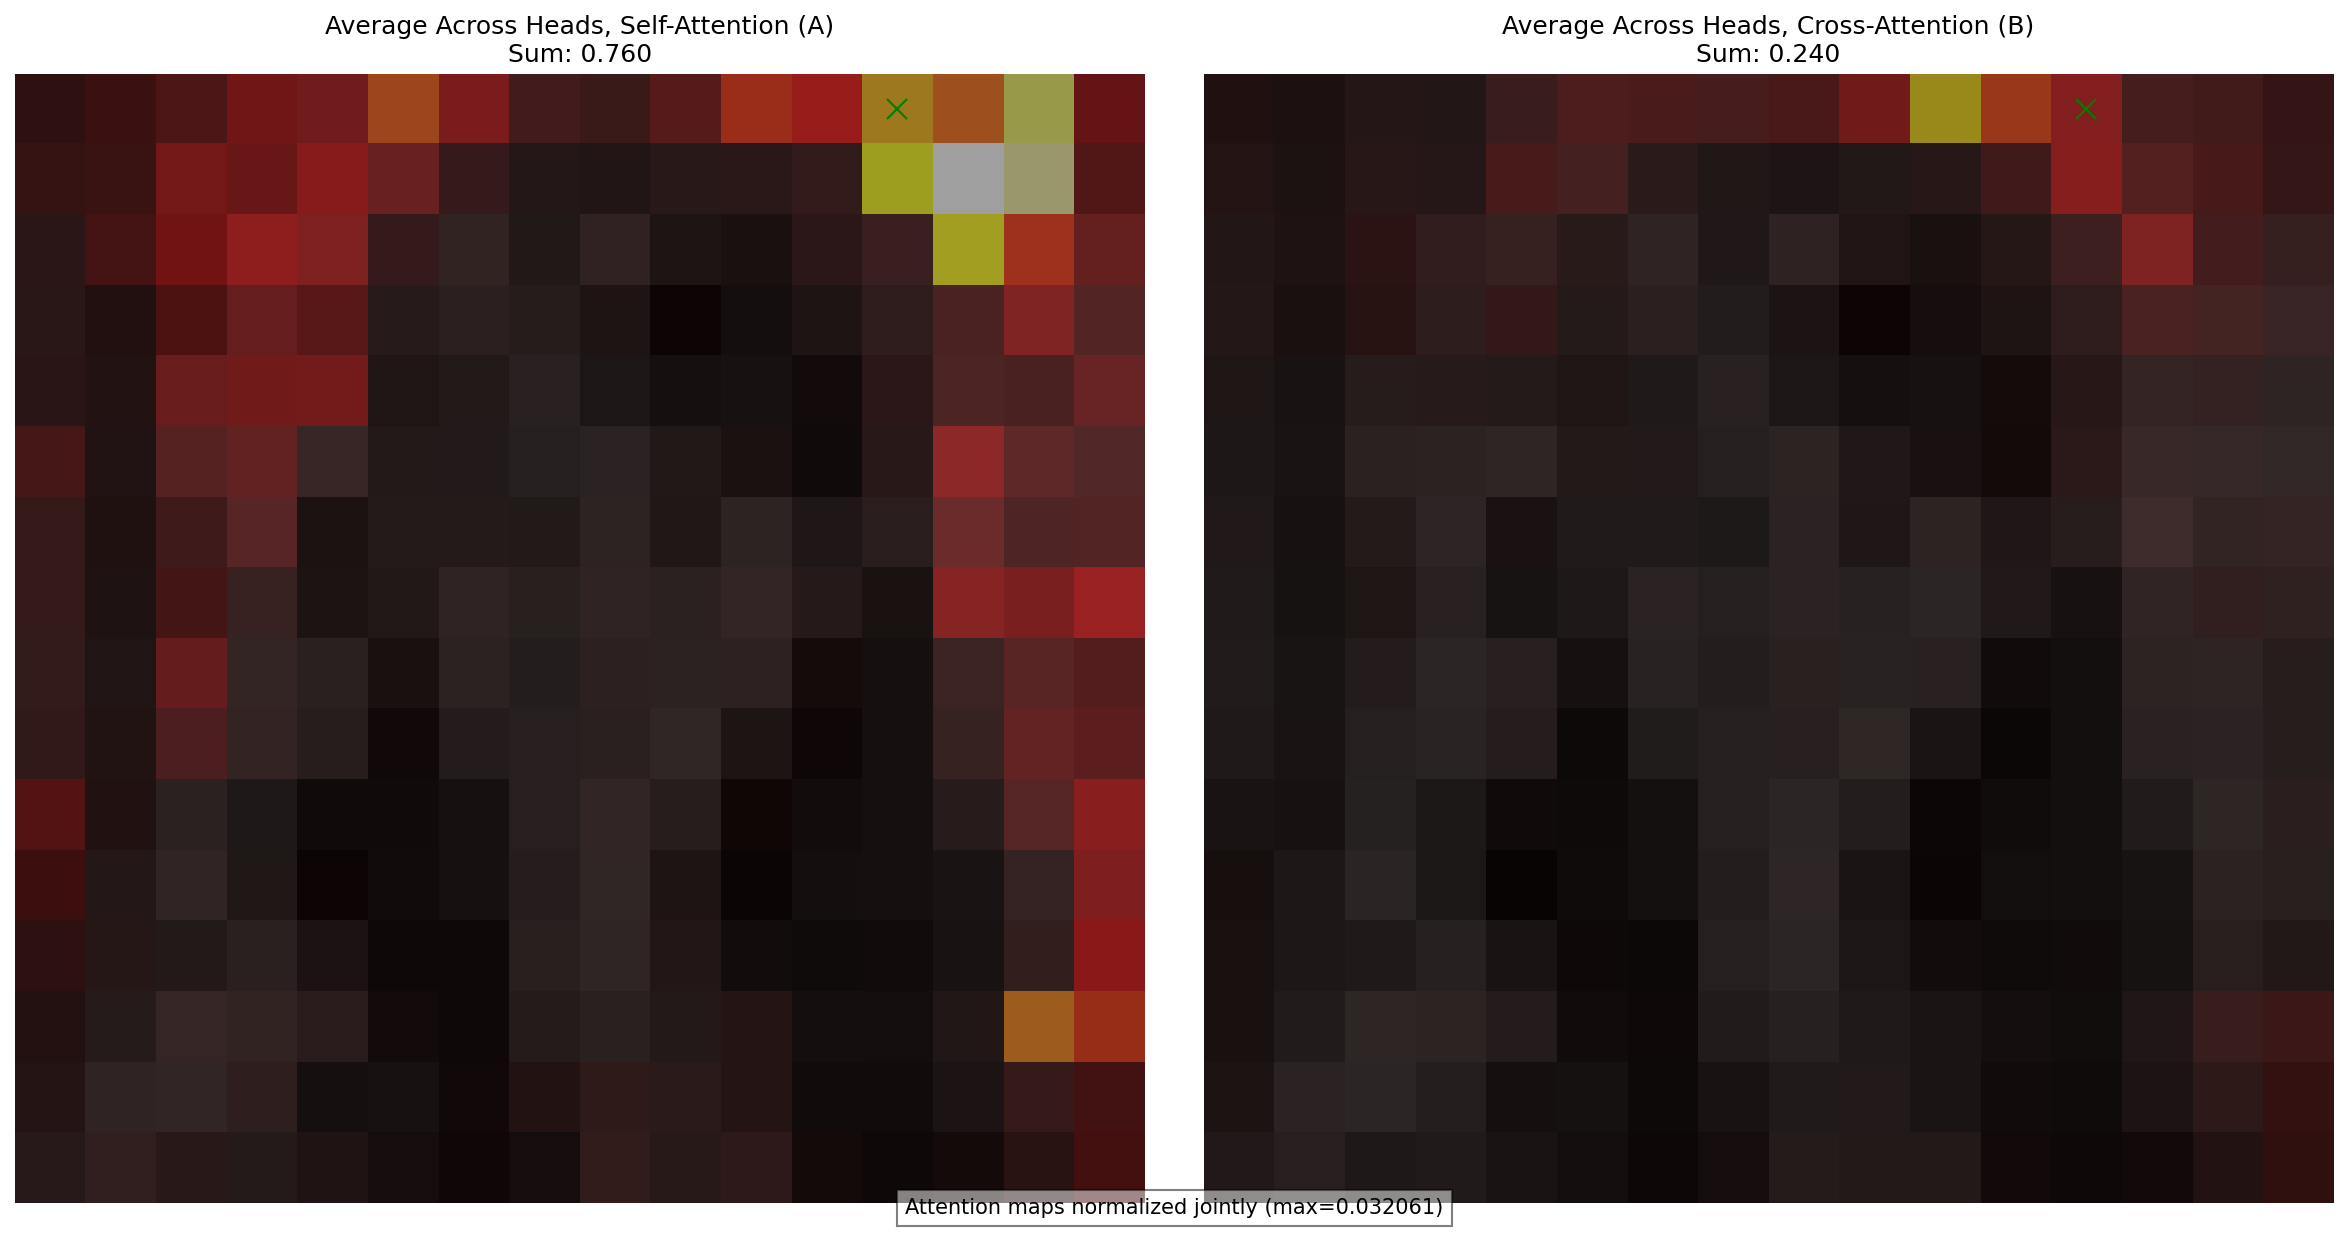 Average Across Heads, Self-Attention (A)
Sum: 0.760
Average Across Heads, Cross-Attention (B)
Sum: 0.240
Attention maps normalized jointly (max=0.032061)